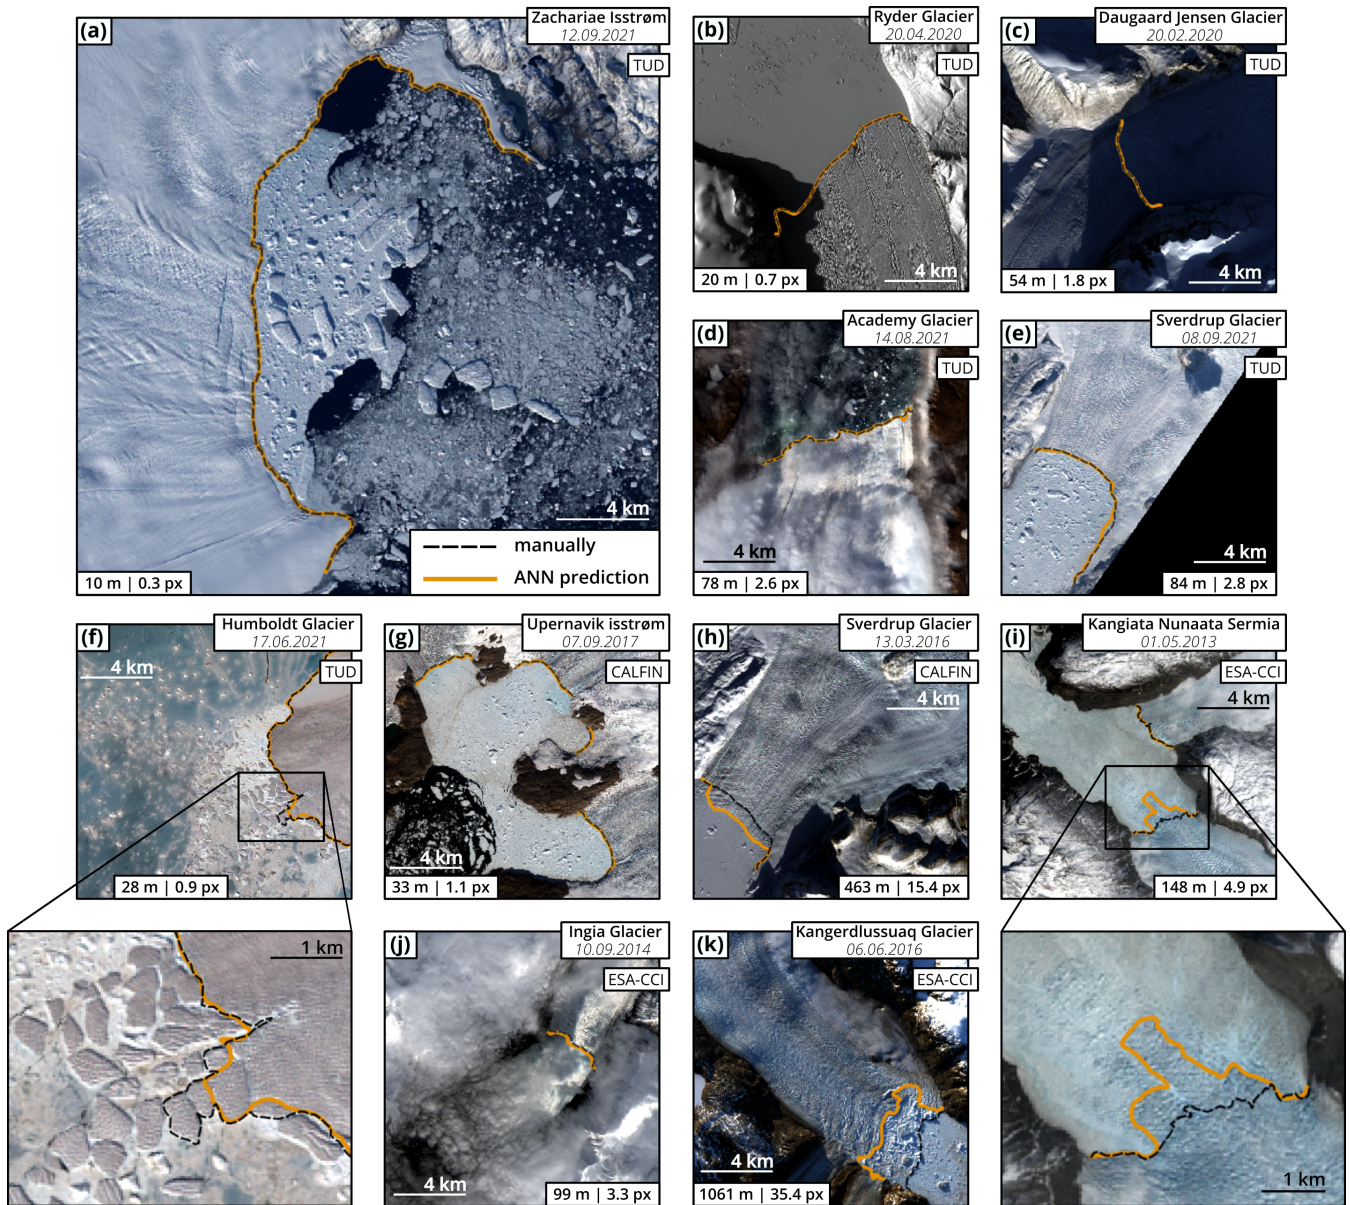 (a)
Zachariae Isstrøm
12.09.2021
TUD
4 km
manually
ANN prediction
10 m | 0.3 px
(b)
Ryder Glacier
20.04.2020
TUD
4 km
20 m | 0.7 px
(c)
Daugaard Jensen Glacier
20.02.2020
TUD
4 km
54 m | 1.8 px
(d)
Academy Glacier
14.08.2021
TUD
4 km
78 m | 2.6 px
(e)
Sverdrup Glacier
08.09.2021
TUD
4 km
84 m | 2.8 px
(f)
Humboldt Glacier
17.06.2021
TUD
4 km
28 m | 0.9 px
1 km
(g)
Upernavik isstrøm
07.09.2017
CALFIN
4 km
33 m | 1.1 px
(h)
Sverdrup Glacier
13.03.2016
CALFIN
4 km
463 m | 15.4 px
(i)
Kangiata Nunaata Sermia
01.05.2013
ESA-CCI
4 km
148 m | 4.9 px
1 km
(j)
Ingia Glacier
10.09.2014
ESA-CCI
4 km
99 m | 3.3 px
(k)
Kangerdlussuaq Glacier
06.06.2016
ESA-CCI
4 km
1061 m | 35.4 px